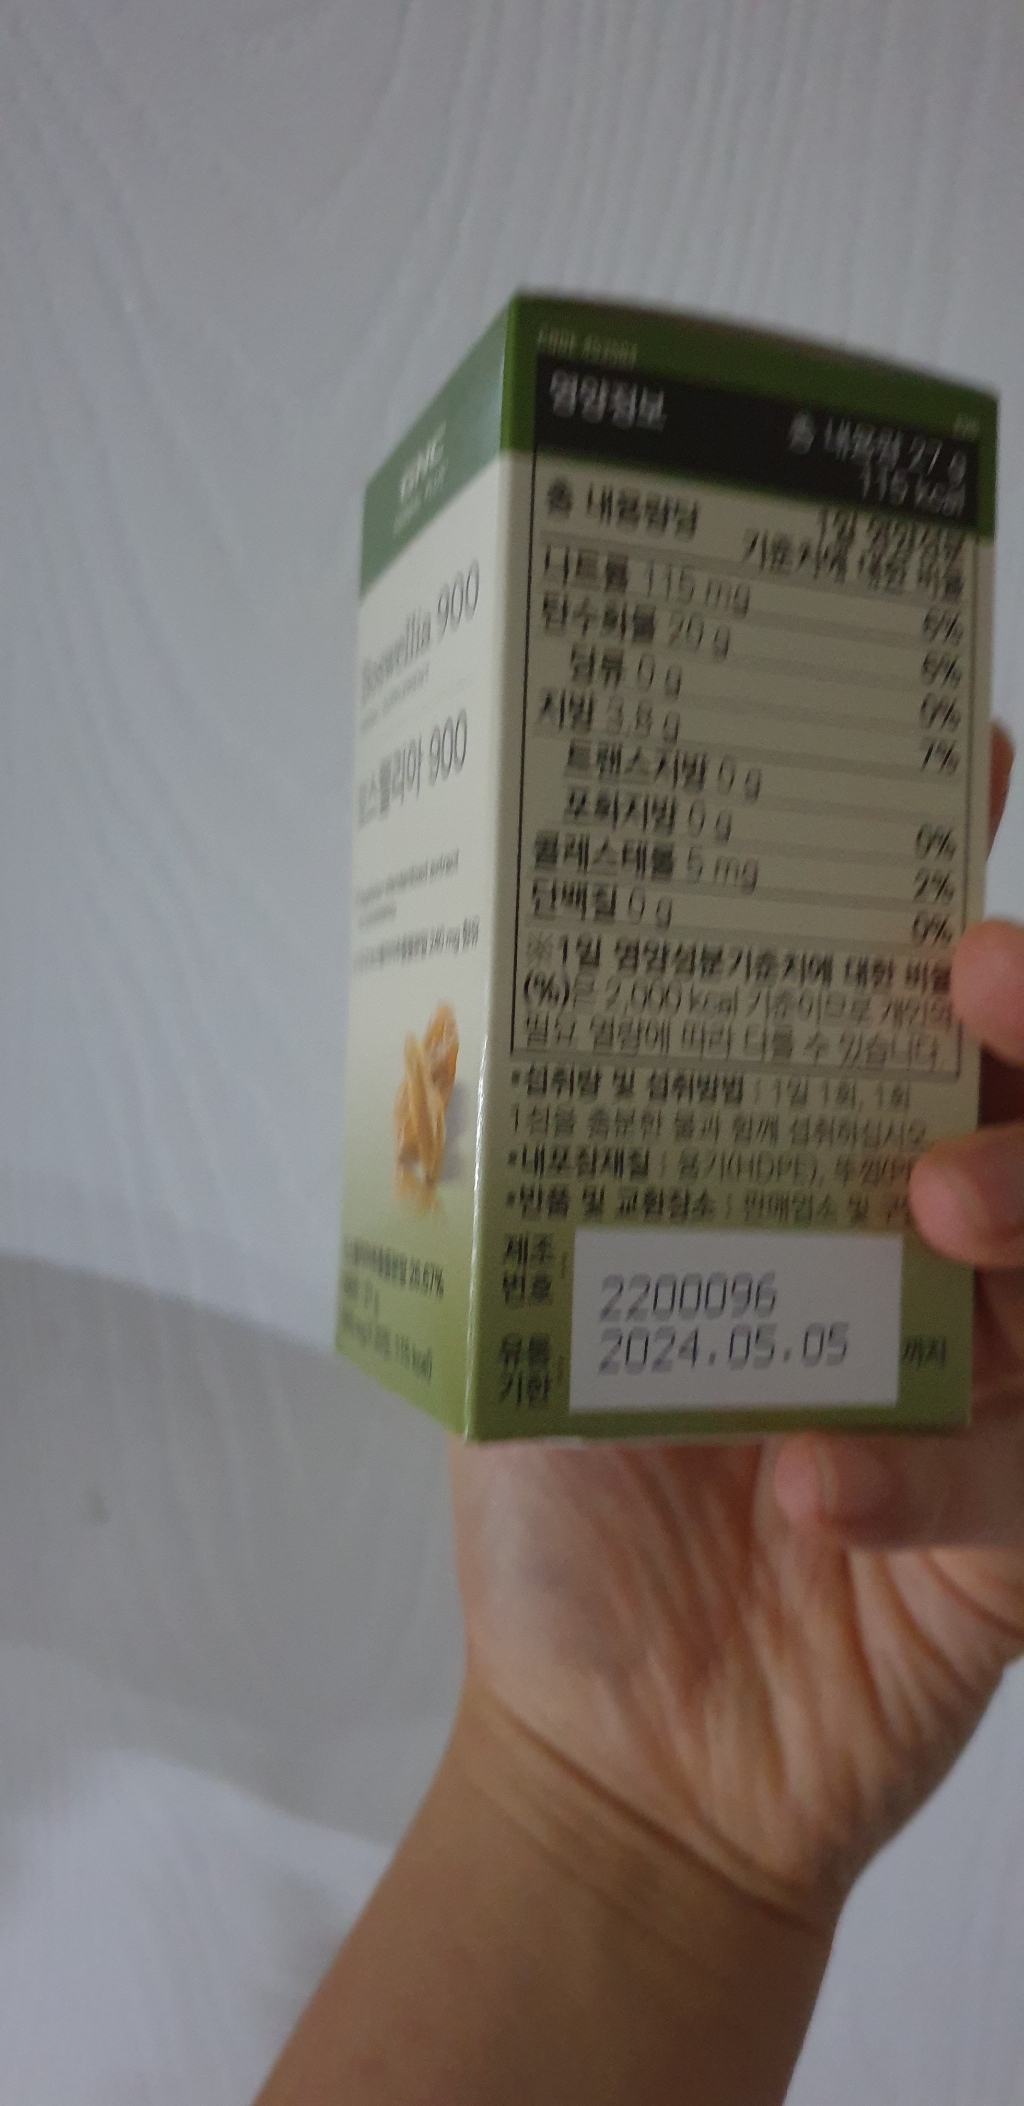 GNC
Boswellia 900
보스웰리아 900
영양정보
총 내용량 27 g
115 kcal
총 내용량당
1일 영양성분
기준치에 대한 비율
나트륨 115 mg 6%
탄수화물 20 g 6%
당류 0 g 0%
지방 3.8 g 7%
트랜스지방 0 g
포화지방 0 g 0%
콜레스테롤 5 mg 2%
단백질 0 g 0%
※1일 영양성분기준치에 대한 비율
(%)은 2,000 kcal 기준이므로 개인의
필요 열량에 따라 다를 수 있습니다.
*섭취량 및 섭취방법 : 1일 1회, 1회
1정을 충분한 물과 함께 섭취하십시오.
*내포장재질 : 용기(HDPE), 뚜껑(P
*반품 및 교환장소 : 판매업소 및
제조
번호 : 2200096
유통
기한 : 2024.05.05 까지